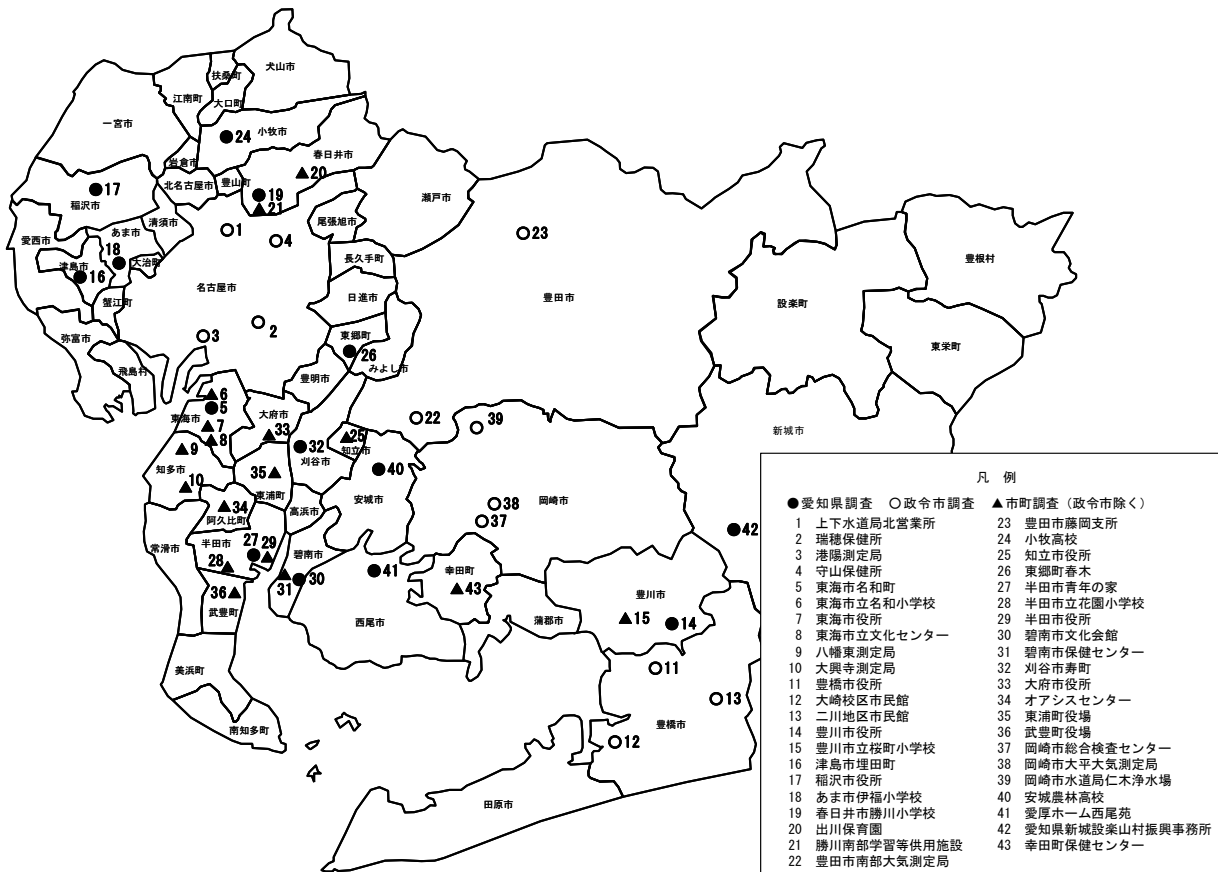 犬山市
扶桑町
江南町
大口町
一宮市
24
小牧市
岩倉市
春日井市
20
北名古屋市
豊山町
瀬戸市
17
稲沢市
19
21
清須市
尾張旭市
愛西市
あま市
1
4
23
18
大治町
長久手町
豊根村
津島市
16
名古屋市
日進市
豊田市
設楽町
蟹江町
弥富市
3
2
東郷町
26
みよし市
東栄町
飛島村
豊明市
6
5
東海市
7
大府市
33
8
22
39
新城市
9
32
25
知立市
刈谷市
知多市
35
40
10
東浦町
安城市
34
阿久比町
高浜市
38
岡崎市
37
常滑市
半田市
27
29
碧南市
42
28
31
30
41
幸田町
43
豊川市
36
武豊町
西尾市
蒲郡市
15
14
美浜町
11
南知多町
13
豊橋市
12
田原市
凡 例
●愛知県調査 ○政令市調査 ▲市町調査（政令市除く）
1 上下水道局北営業所
2 瑞穂保健所
3 港陽測定局
4 守山保健所
5 東海市名和町
6 東海市立名和小学校
7 東海市役所
8 東海市立文化センター
9 八幡東測定局
10 大興寺測定局
11 豊橋市役所
12 大崎校区市民館
13 二川地区市民館
14 豊川市役所
15 豊川市立桜町小学校
16 津島市埋田町
17 稲沢市役所
18 あま市伊福小学校
19 春日井市勝川小学校
20 出川保育園
21 勝川南部学習等供用施設
22 豊田市南部大気測定局
23 豊田市藤岡支所
24 小牧高校
25 知立市役所
26 東郷町春木
27 半田市青年の家
28 半田市立花園小学校
29 半田市役所
30 碧南市文化会館
31 碧南市保健センター
32 刈谷市寿町
33 大府市役所
34 オアシスセンター
35 東浦町役場
36 武豊町役場
37 岡崎市総合検査センター
38 岡崎市大平大気測定局
39 岡崎市水道局仁木浄水場
40 安城農林高校
41 愛厚ホーム西尾苑
42 愛知県新城設楽山村振興事務所
43 幸田町保健センター